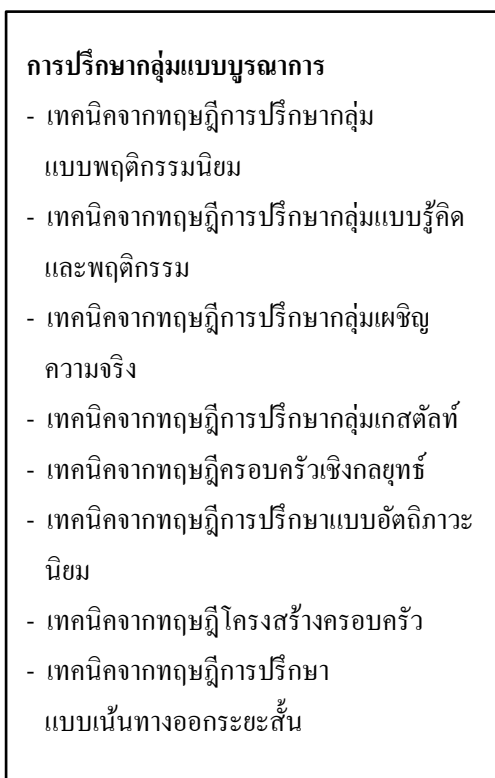 การปรึกษากลุ่มแบบบูรณาการ
- เทคนิคจากทฤษฎีการปรึกษากลุ่ม
แบบพฤติกรรมนิยม
- เทคนิคจากทฤษฎีการปรึกษากลุ่มแบบรู้คิด
และพฤติกรรม
- เทคนิคจากทฤษฎีการปรึกษากลุ่มเผชิญ
ความจริง
- เทคนิคจากทฤษฎีการปรึกษากลุ่มเกสตัลท์
- เทคนิคจากทฤษฎีครอบครัวเชิงกลยุทธ์
- เทคนิคจากทฤษฎีการปรึกษาแบบอัตถิภาวะ
นิยม
- เทคนิคจากทฤษฎีโครงสร้างครอบครัว
- เทคนิคจากทฤษฎีการปรึกษา
แบบเน้นทางออกระยะสั้น